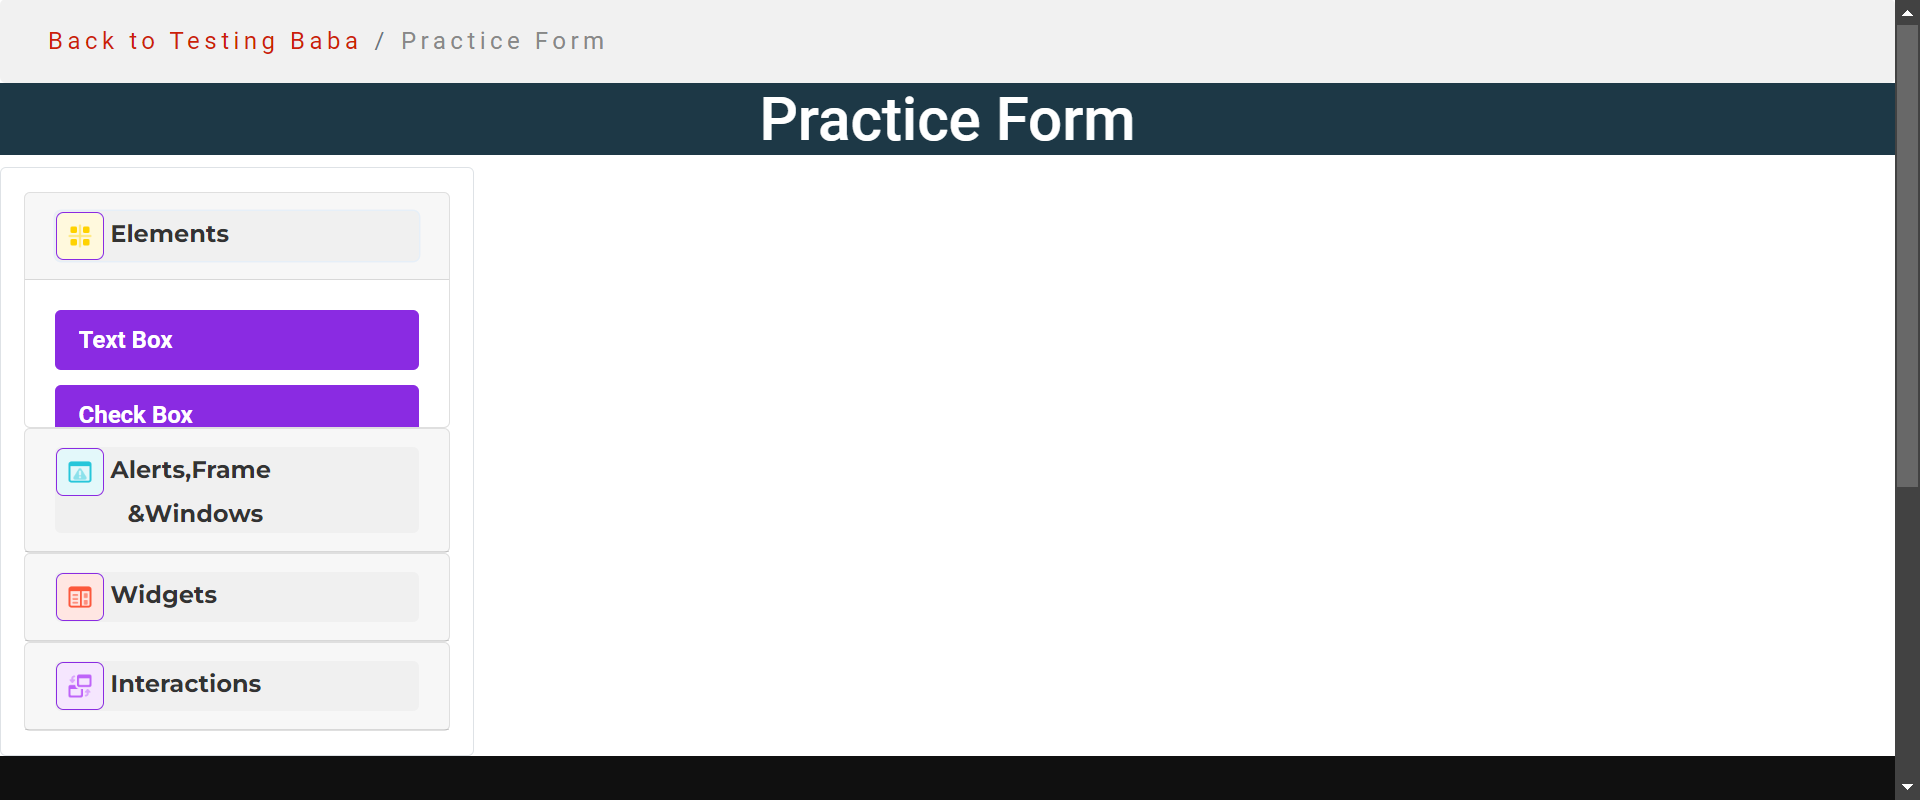 Back to Testing Baba / Practice Form
Practice Form
Elements
Text Box
Check Box
Alerts,Frame
&Windows
Widgets
Interactions